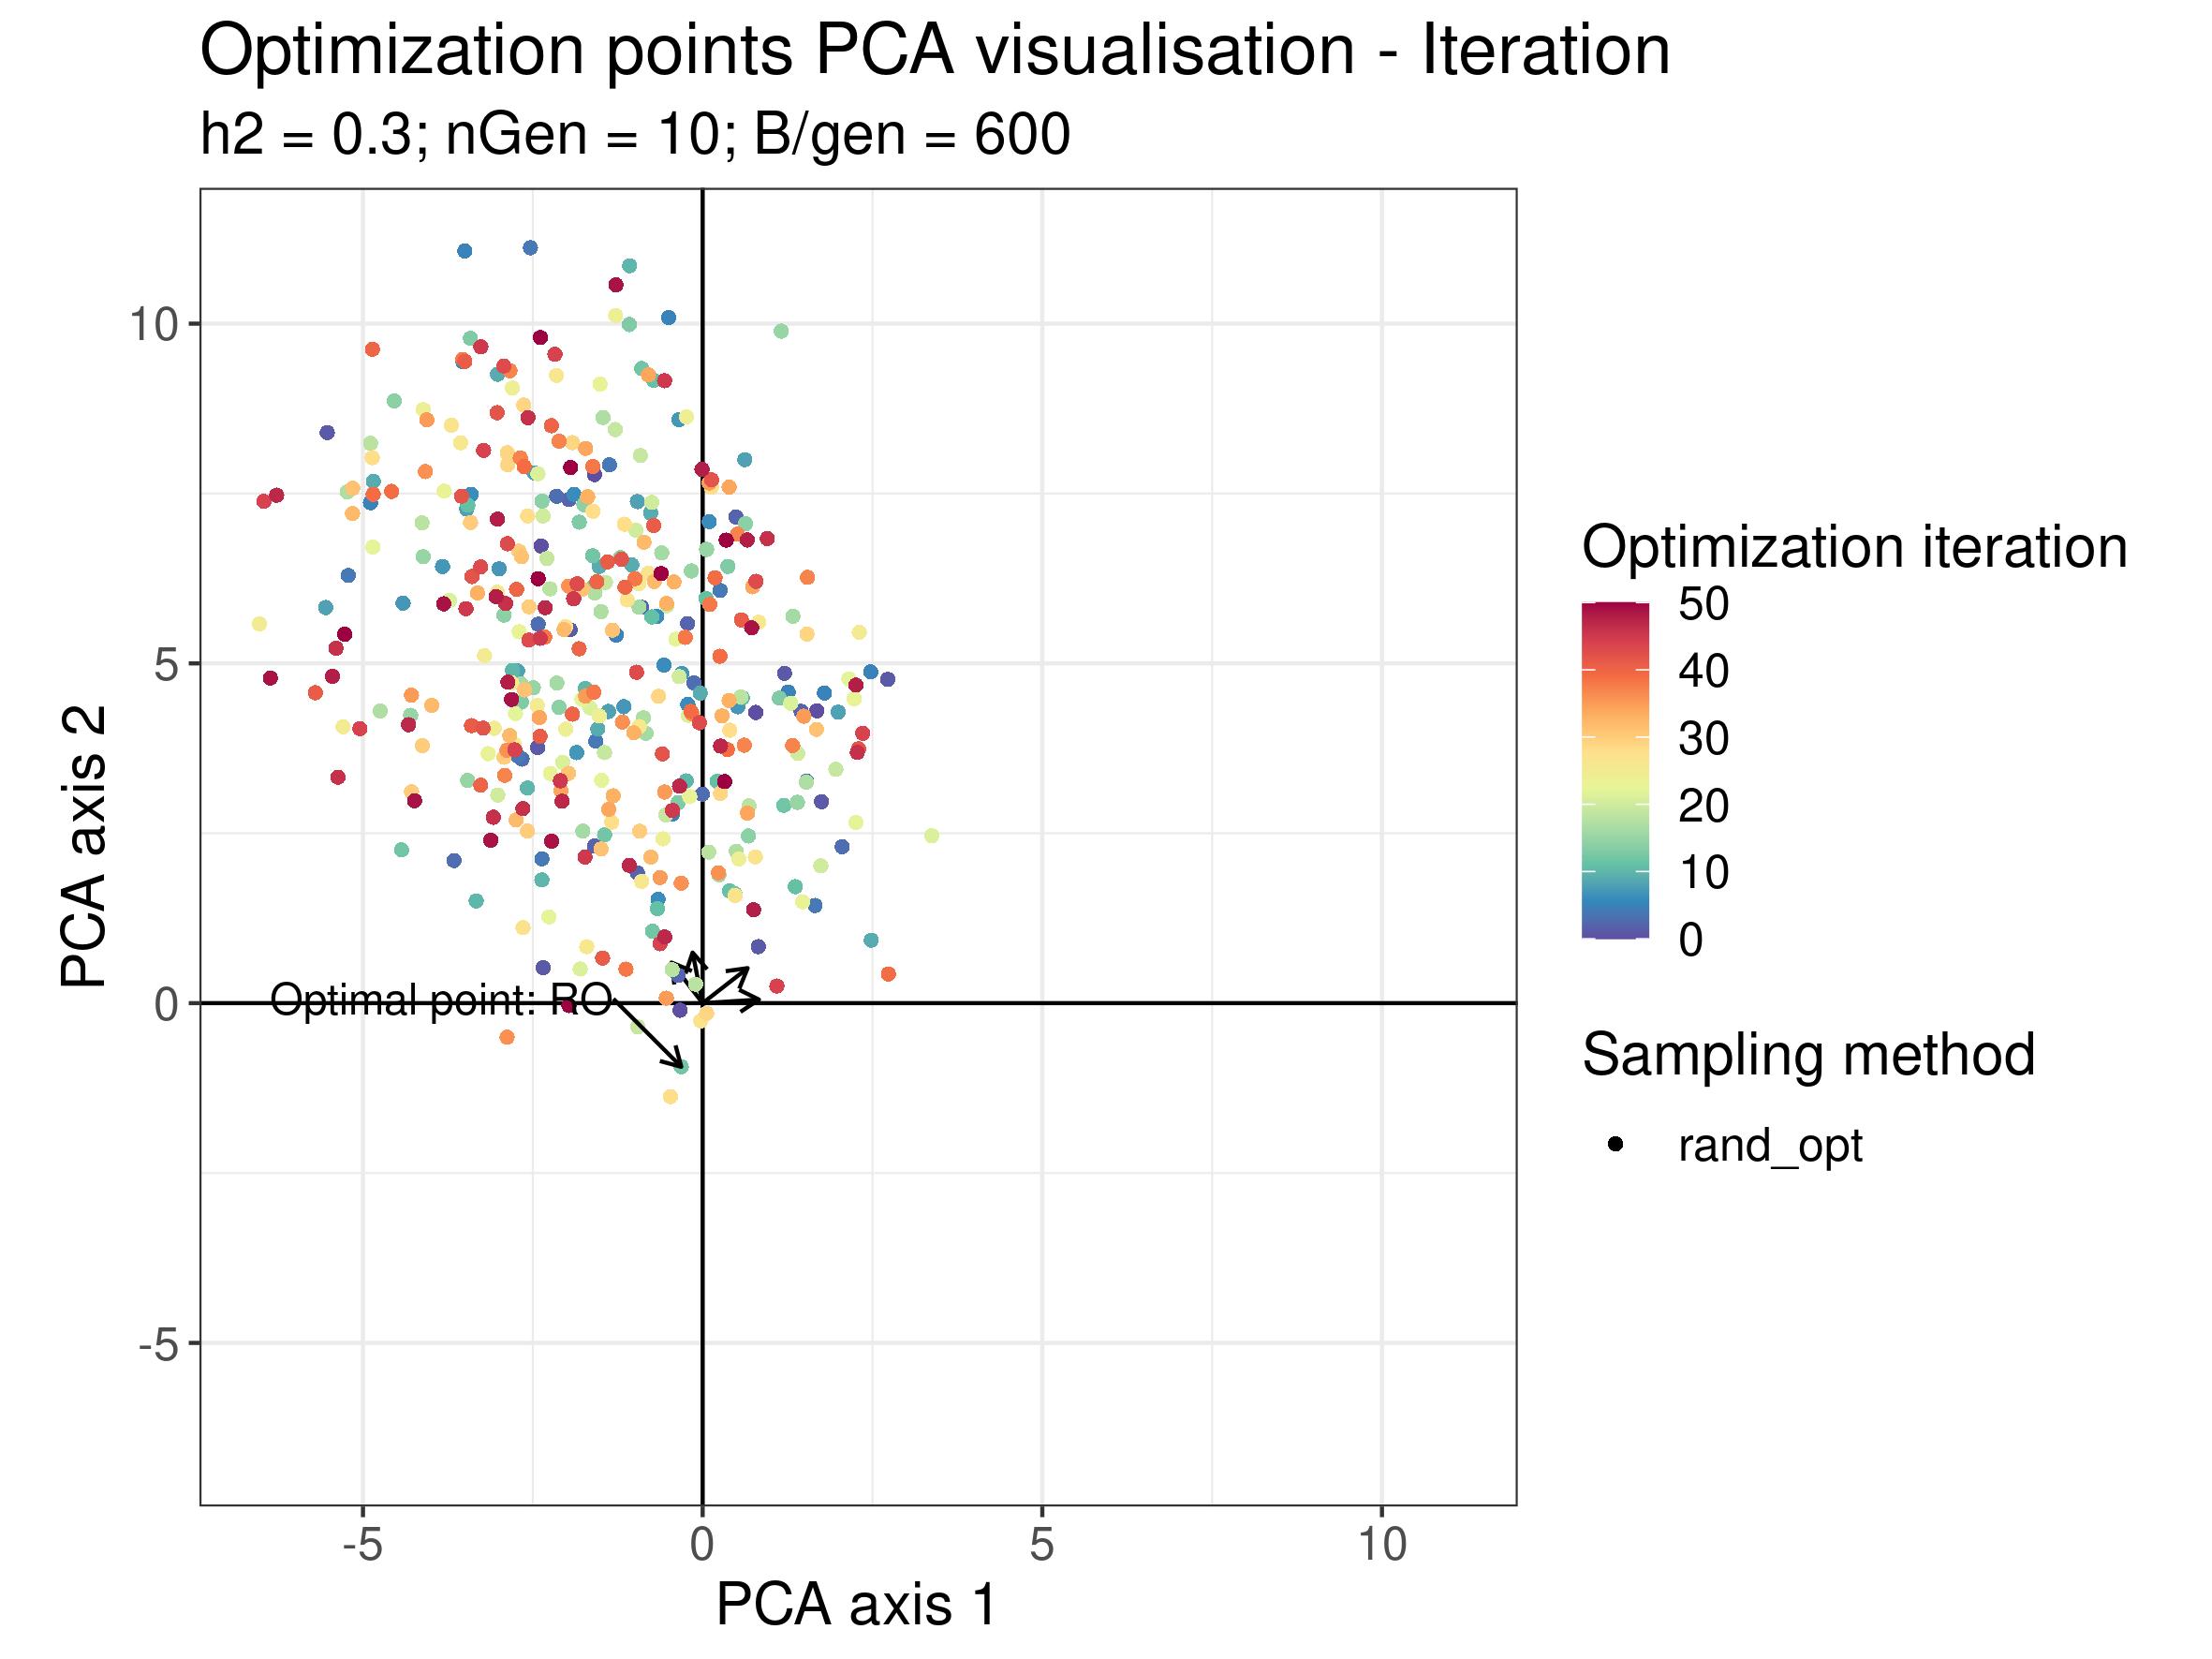 Optimization points PCA visualisation - Iteration
h2 = 0.3; nGen = 10; B/gen = 600
PCA axis 2
10
5
0
-5
Optimal point: RO
-5
0
5
10
PCA axis 1
Optimization iteration
50
40
30
20
10
0
Sampling method
rand_opt